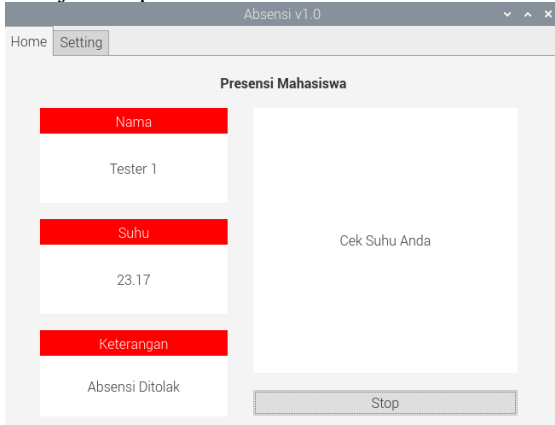 Absensi v1.0
Home Setting
Presensi Mahasiswa
Nama
Tester 1
Suhu
23.17
Keterangan
Absensi Ditolak
Cek Suhu Anda
Stop